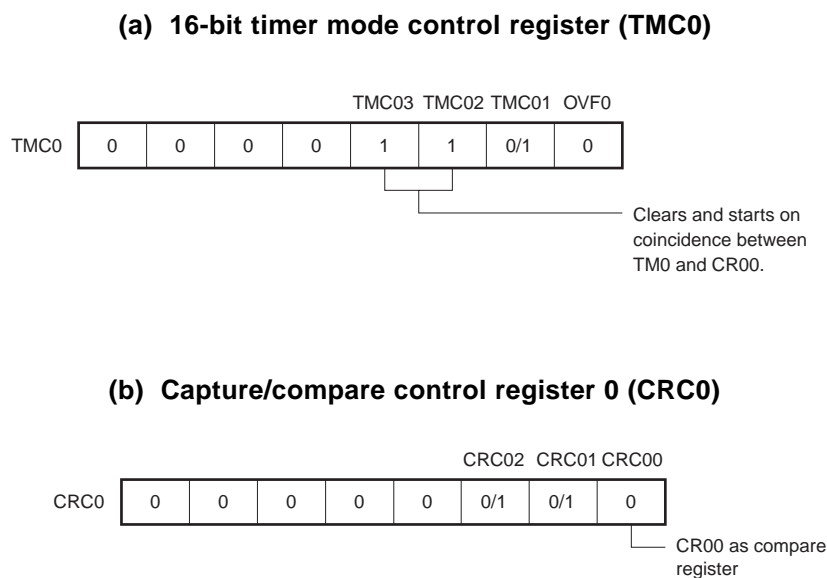 (a) 16-bit timer mode control register (TMC0)
TMC03 TMC02 TMC01 OVF0
TMC0 0 0 0 0 1 1 0/1 0
Clears and starts on
coincidence between
TM0 and CR00.
(b) Capture/compare control register 0 (CRC0)
CRC02 CRC01 CRC00
CRC0 0 0 0 0 0 0/1 0/1 0
CR00 as compare
register